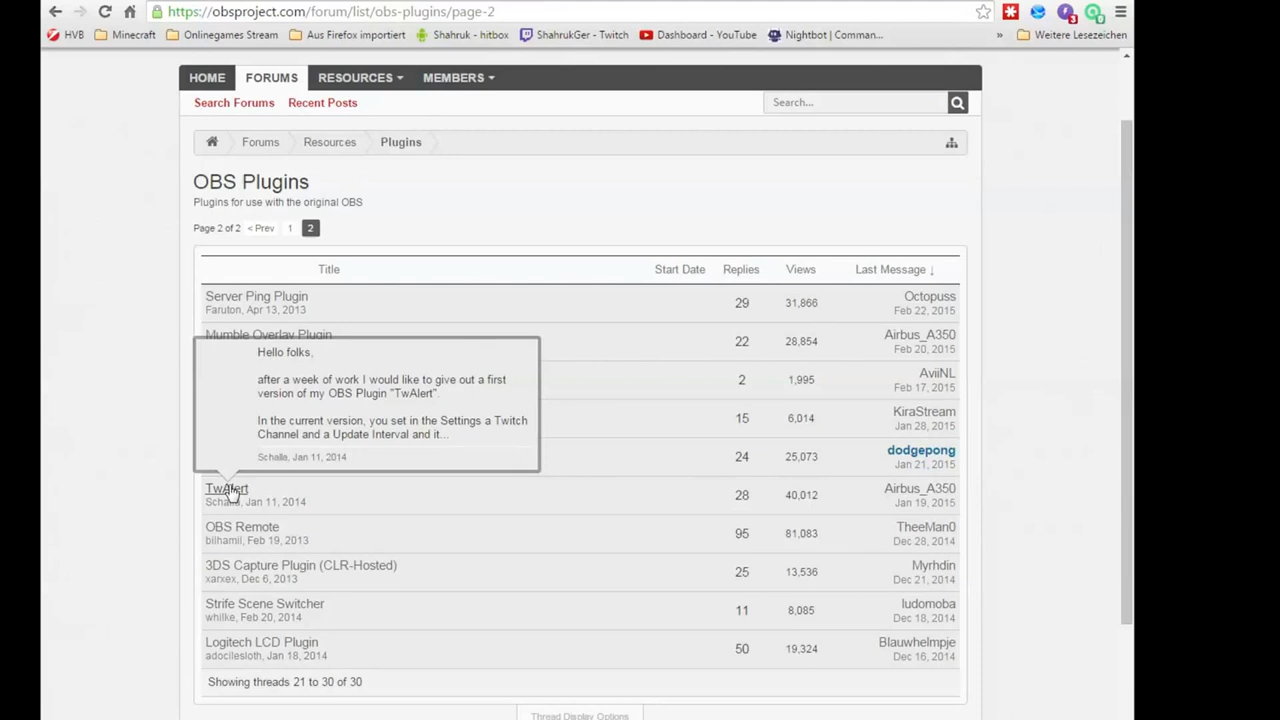 https://obsproject.com/forum/list/obs-plugins/page-2
HVB Minecraft Onlinegames Stream Aus Firefox importiert Shahruk - hitbox ShahrukGer - Twitch Dashboard - YouTube Nightbot | Comman... » Weitere Lesezeichen
HOME FORUMS RESOURCES MEMBERS
Search Forums Recent Posts Search...
Forums Resources Plugins
OBS Plugins
Plugins for use with the original OBS
Page 2 of 2 < Prev 1 2
Title Start Date Replies Views Last Message ↓
Server Ping Plugin 29 31,866 Octopuss
Faruton, Apr 13, 2013 Feb 22, 2015
Mumble Overlay Plugin 22 28,854 Airbus_A350
Feb 20, 2015
Hello folks,
after a week of work I would like to give out a first
version of my OBS Plugin "TwAlert".
In the current version, you set in the Settings a Twitch
Channel and a Update Interval and it...
Schalla, Jan 11, 2014
2 1,995 AviiNL
Feb 17, 2015
15 6,014 KiraStream
Jan 28, 2015
24 25,073 dodgepong
Jan 21, 2015
TwAlert 28 40,012 Airbus_A350
Schalla, Jan 11, 2014 Jan 19, 2015
OBS Remote 95 81,083 TheeMan0
bilhamil, Feb 19, 2013 Dec 28, 2014
3DS Capture Plugin (CLR-Hosted) 25 13,536 Myrhdin
xarxex, Dec 6, 2013 Dec 21, 2014
Strife Scene Switcher 11 8,085 ludomoba
whilke, Feb 20, 2014 Dec 18, 2014
Logitech LCD Plugin 50 19,324 Blauwhelmpje
adocilesloth, Jan 18, 2014 Dec 16, 2014
Showing threads 21 to 30 of 30
Thread Display Options